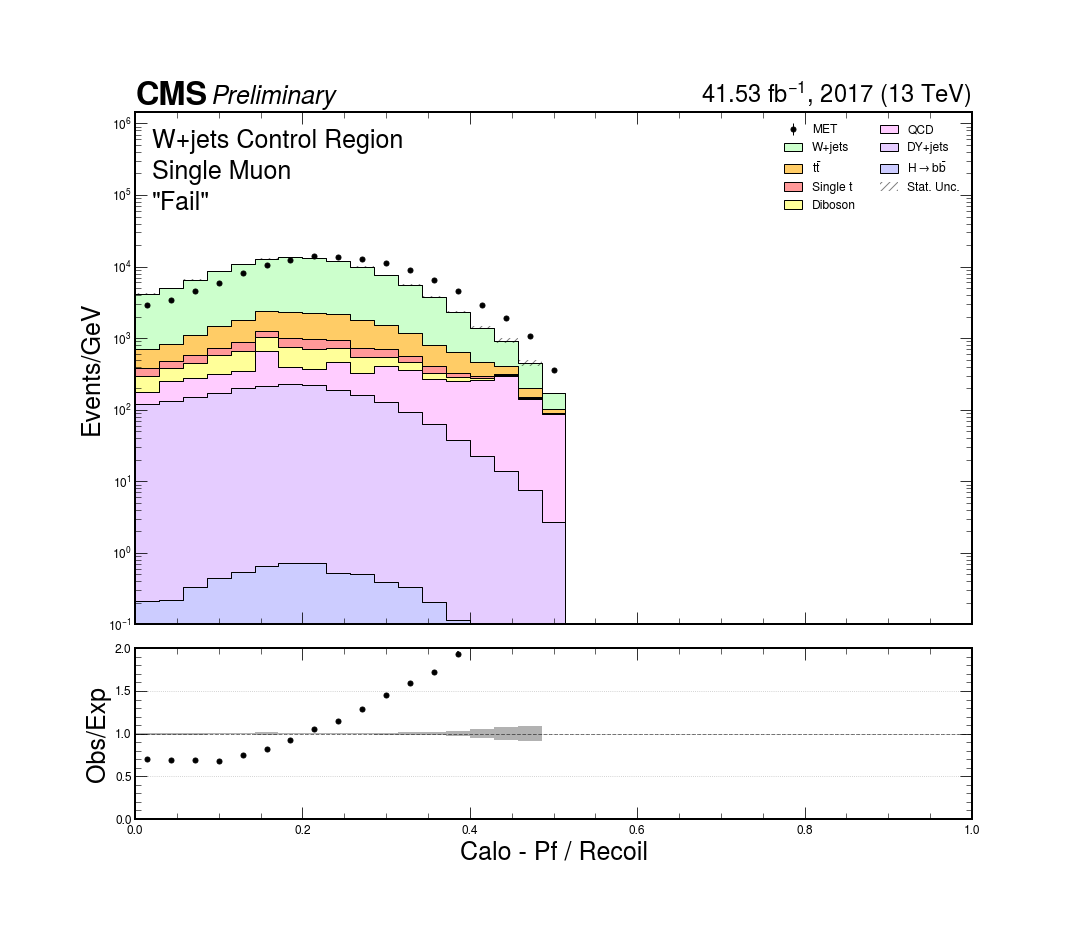 CMS Preliminary
41.53 fb⁻¹, 2017 (13 TeV)
W+jets Control Region
Single Muon
"Fail"
MET
W+jets
tt̄
Single t
Diboson
QCD
DY+jets
H→bb̄
Stat. Unc.
Events/GeV
10⁶
10⁵
10⁴
10³
10²
10¹
10⁰
10⁻¹
Obs/Exp
2.0
1.5
1.0
0.5
0.0
0.0 0.2 0.4 0.6 0.8 1.0
Calo - Pf / Recoil